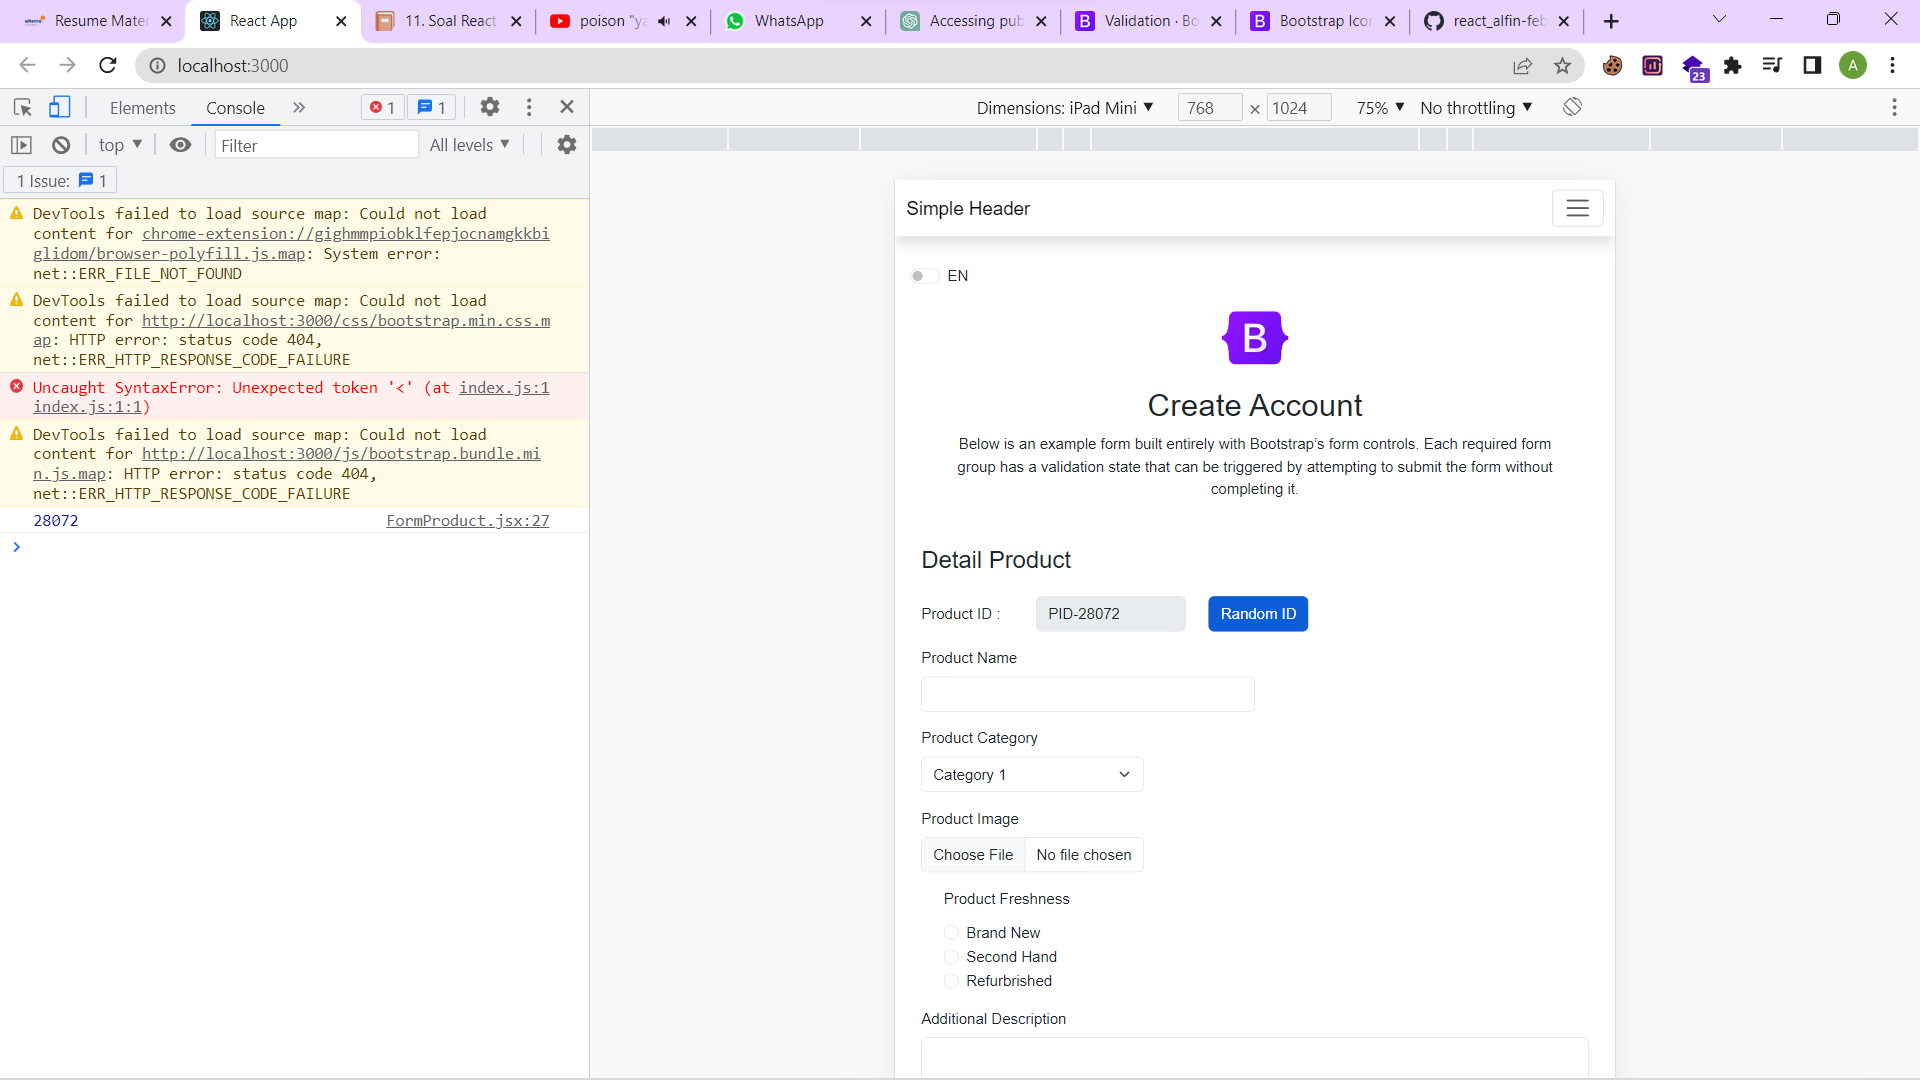 Resume Mater
React App
11. Soal React
poison "ya
WhatsApp
Accessing pub
Validation · Bo
Bootstrap Icon
react_alfin-feb
localhost:3000
23
A
Elements
Console
1
1
Dimensions: iPad Mini
768
×
1024
75%
No throttling
top
Filter
All levels
1 Issue:
1
DevTools failed to load source map: Could not load
content for chrome-extension://gighmmpiobklfepjocnamgkkbi
glidom/browser-polyfill.js.map: System error:
net::ERR_FILE_NOT_FOUND
DevTools failed to load source map: Could not load
content for http://localhost:3000/css/bootstrap.min.css.m
ap: HTTP error: status code 404,
net::ERR_HTTP_RESPONSE_CODE_FAILURE
Uncaught SyntaxError: Unexpected token '<' (at index.js:1
index.js:1:1)
DevTools failed to load source map: Could not load
content for http://localhost:3000/js/bootstrap.bundle.mi
n.js.map: HTTP error: status code 404,
net::ERR_HTTP_RESPONSE_CODE_FAILURE
28072
FormProduct.jsx:27
Simple Header
EN
B
Create Account
Below is an example form built entirely with Bootstrap’s form controls. Each required form
group has a validation state that can be triggered by attempting to submit the form without
completing it.
Detail Product
Product ID :
PID-28072
Random ID
Product Name
Product Category
Category 1
Product Image
Choose File
No file chosen
Product Freshness
Brand New
Second Hand
Refurbrished
Additional Description